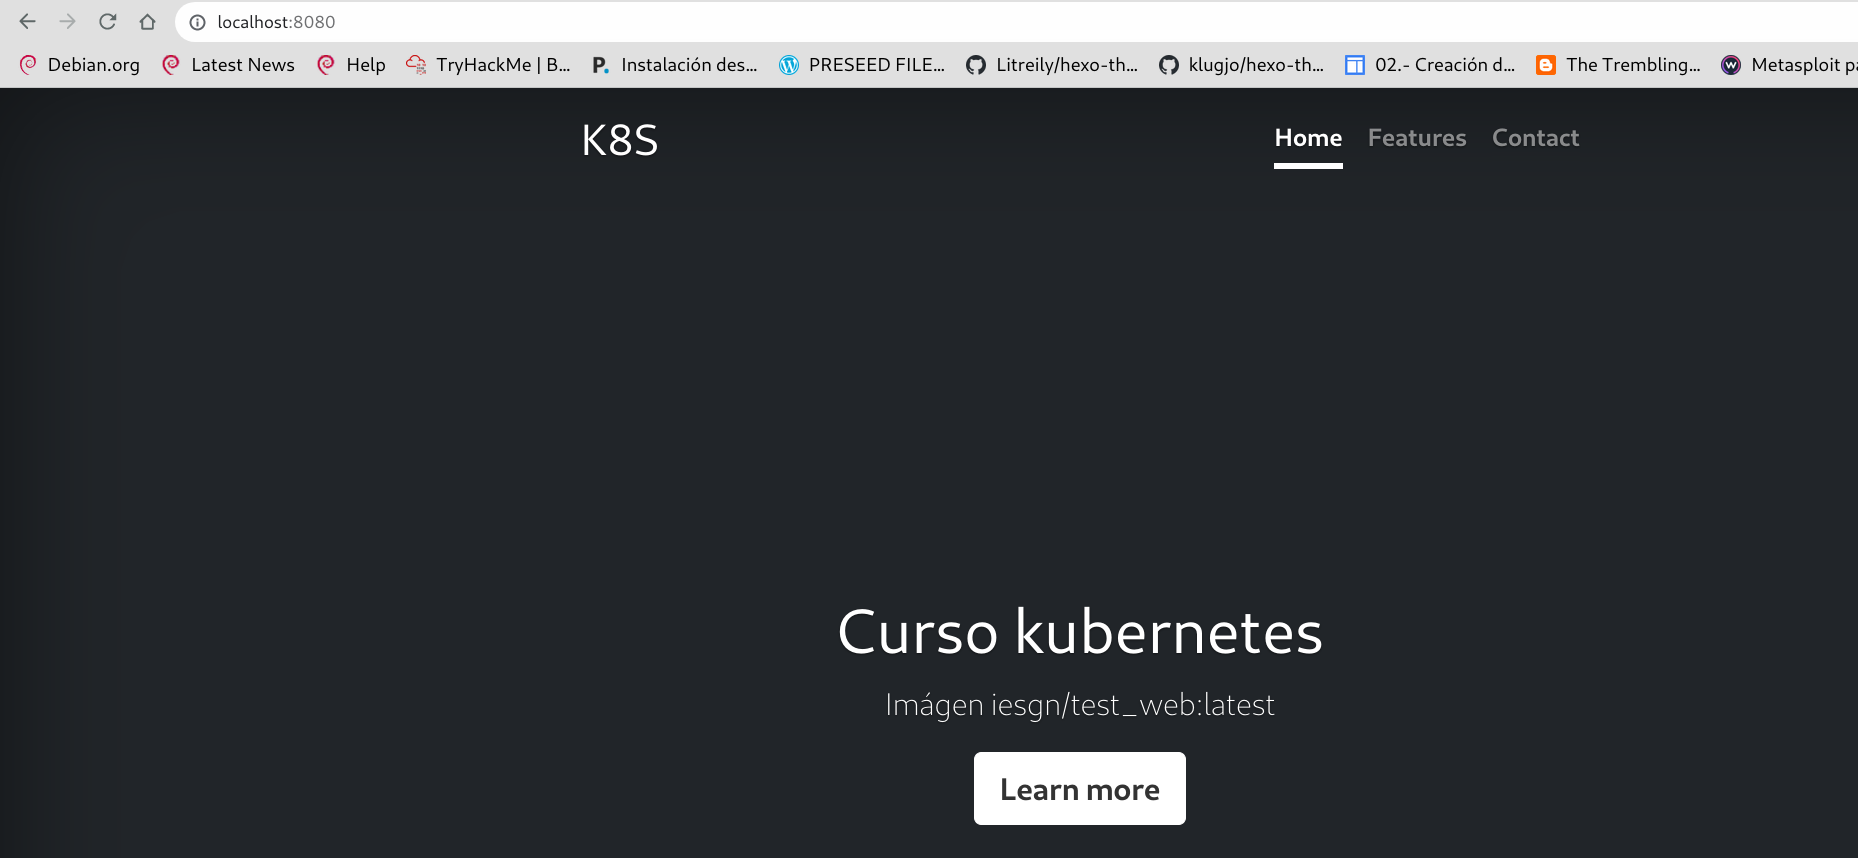 localhost:8080
Debian.org Latest News Help TryHackMe | B... Instalación des... PRESEED FILE... Litreily/hexo-th... klugjo/hexo-th... 02.- Creación d... The Trembling... Metasploit pa
K8S Home Features Contact
Curso kubernetes
Imágen iesgn/test_web:latest
Learn more